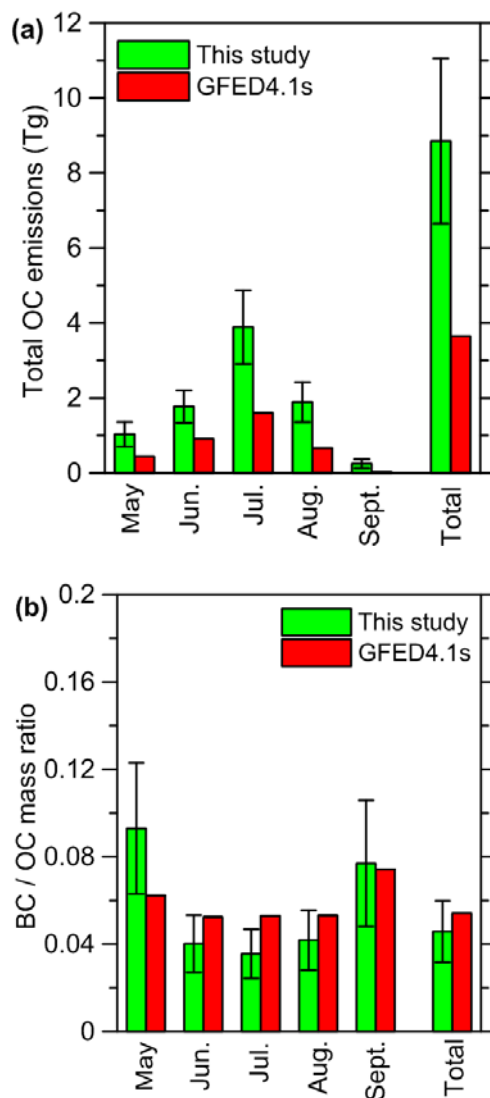 (a)
This study
GFED4.1s
Total OC emissions (Tg)
12
10
8
6
4
2
0
May
Jun.
Jul.
Aug.
Sept.
Total
(b)
This study
GFED4.1s
BC / OC mass ratio
0.2
0.16
0.12
0.08
0.04
0
May
Jun.
Jul.
Aug.
Sept.
Total